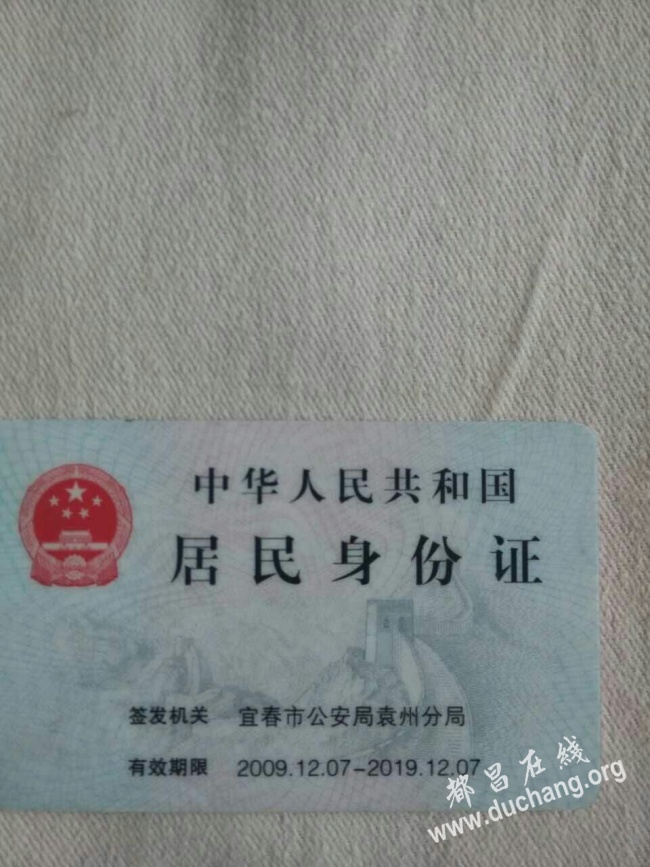 中华人民共和国
居民身份证
签发机关 宜春市公安局袁州分局
有效期限 2009.12.07-2019.12.07
都昌在线
www.duchang.org